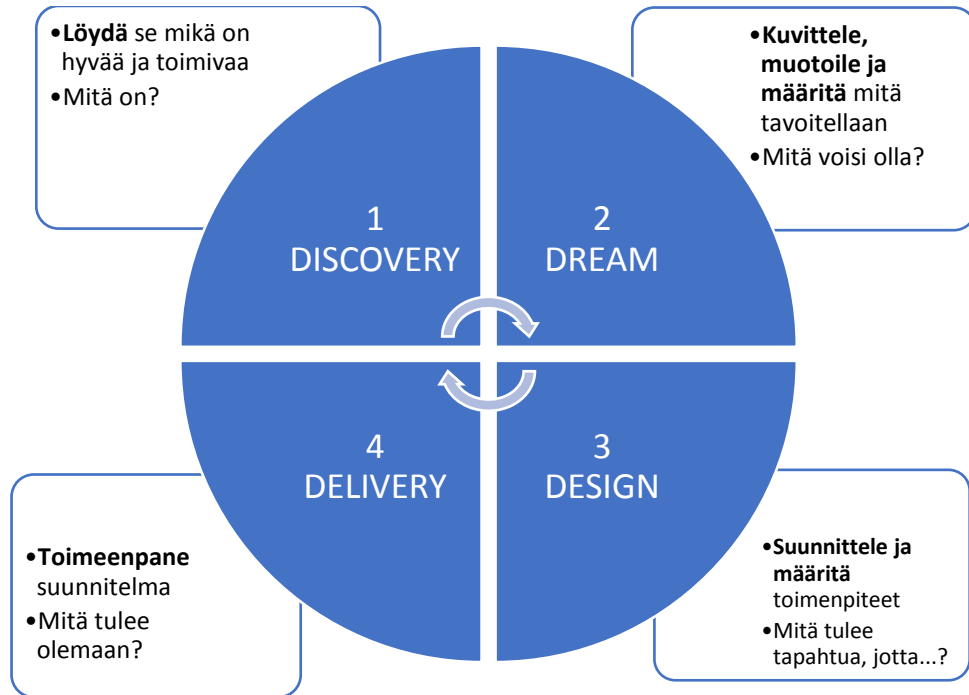 •Löydä se mikä on
hyvää ja toimivaa
•Mitä on?
•Kuvittele,
muotoile ja
määritä mitä
tavoitellaan
•Mitä voisi olla?
1
DISCOVERY
2
DREAM
4
DELIVERY
3
DESIGN
•Toimeenpane
suunnitelma
•Mitä tulee
olemaan?
•Suunnittele ja
määritä
toimenpiteet
•Mitä tulee
tapahtua, jotta...?